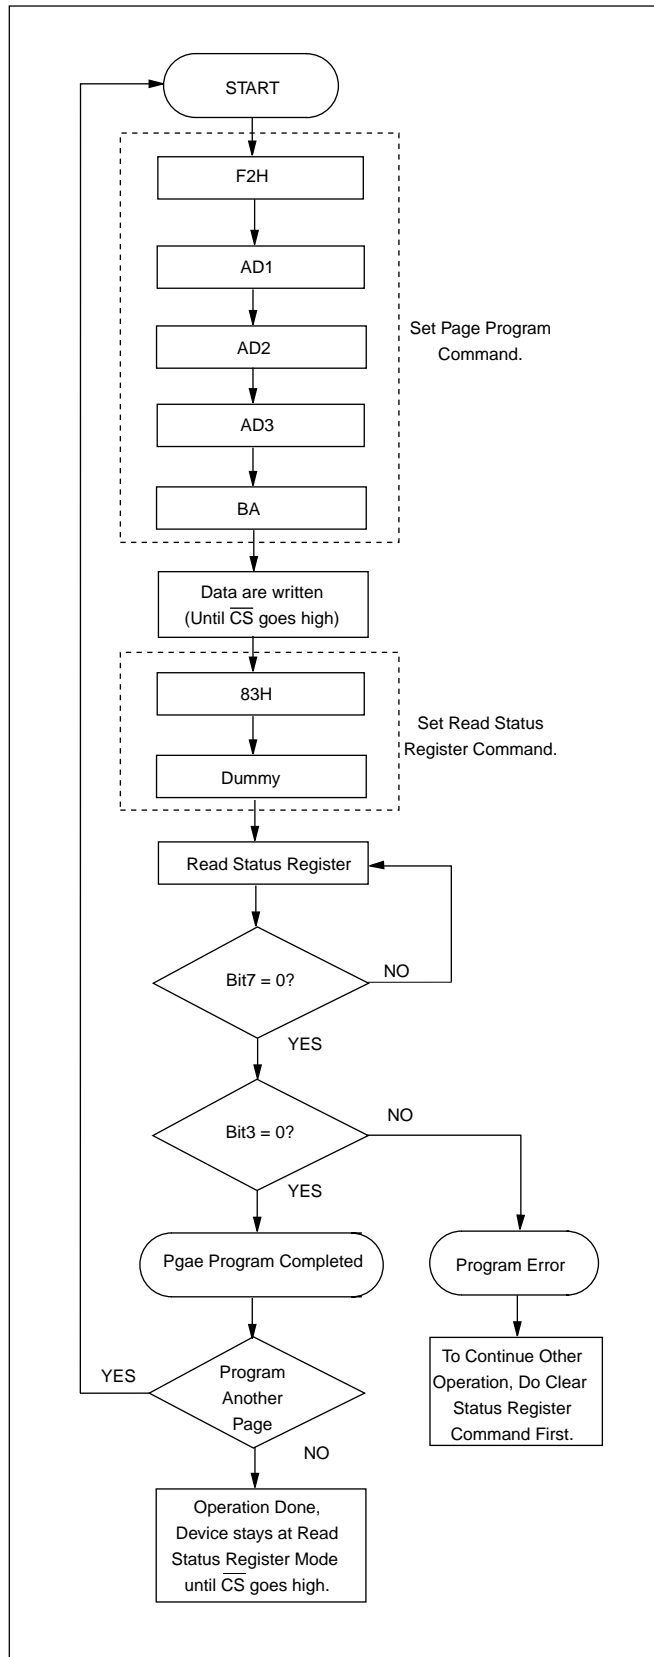 START
F2H
AD1
AD2
AD3
BA
Set Page Program
Command.
Data are written
(Until C̅S̅ goes high)
83H
Dummy
Set Read Status
Register Command.
Read Status Register
Bit7 = 0?
NO
YES
Bit3 = 0?
NO
YES
Pgae Program Completed
Program Error
To Continue Other
Operation, Do Clear
Status Register
Command First.
YES
Program
Another
Page
NO
Operation Done,
Device stays at Read
Status Register Mode
until C̅S̅ goes high.